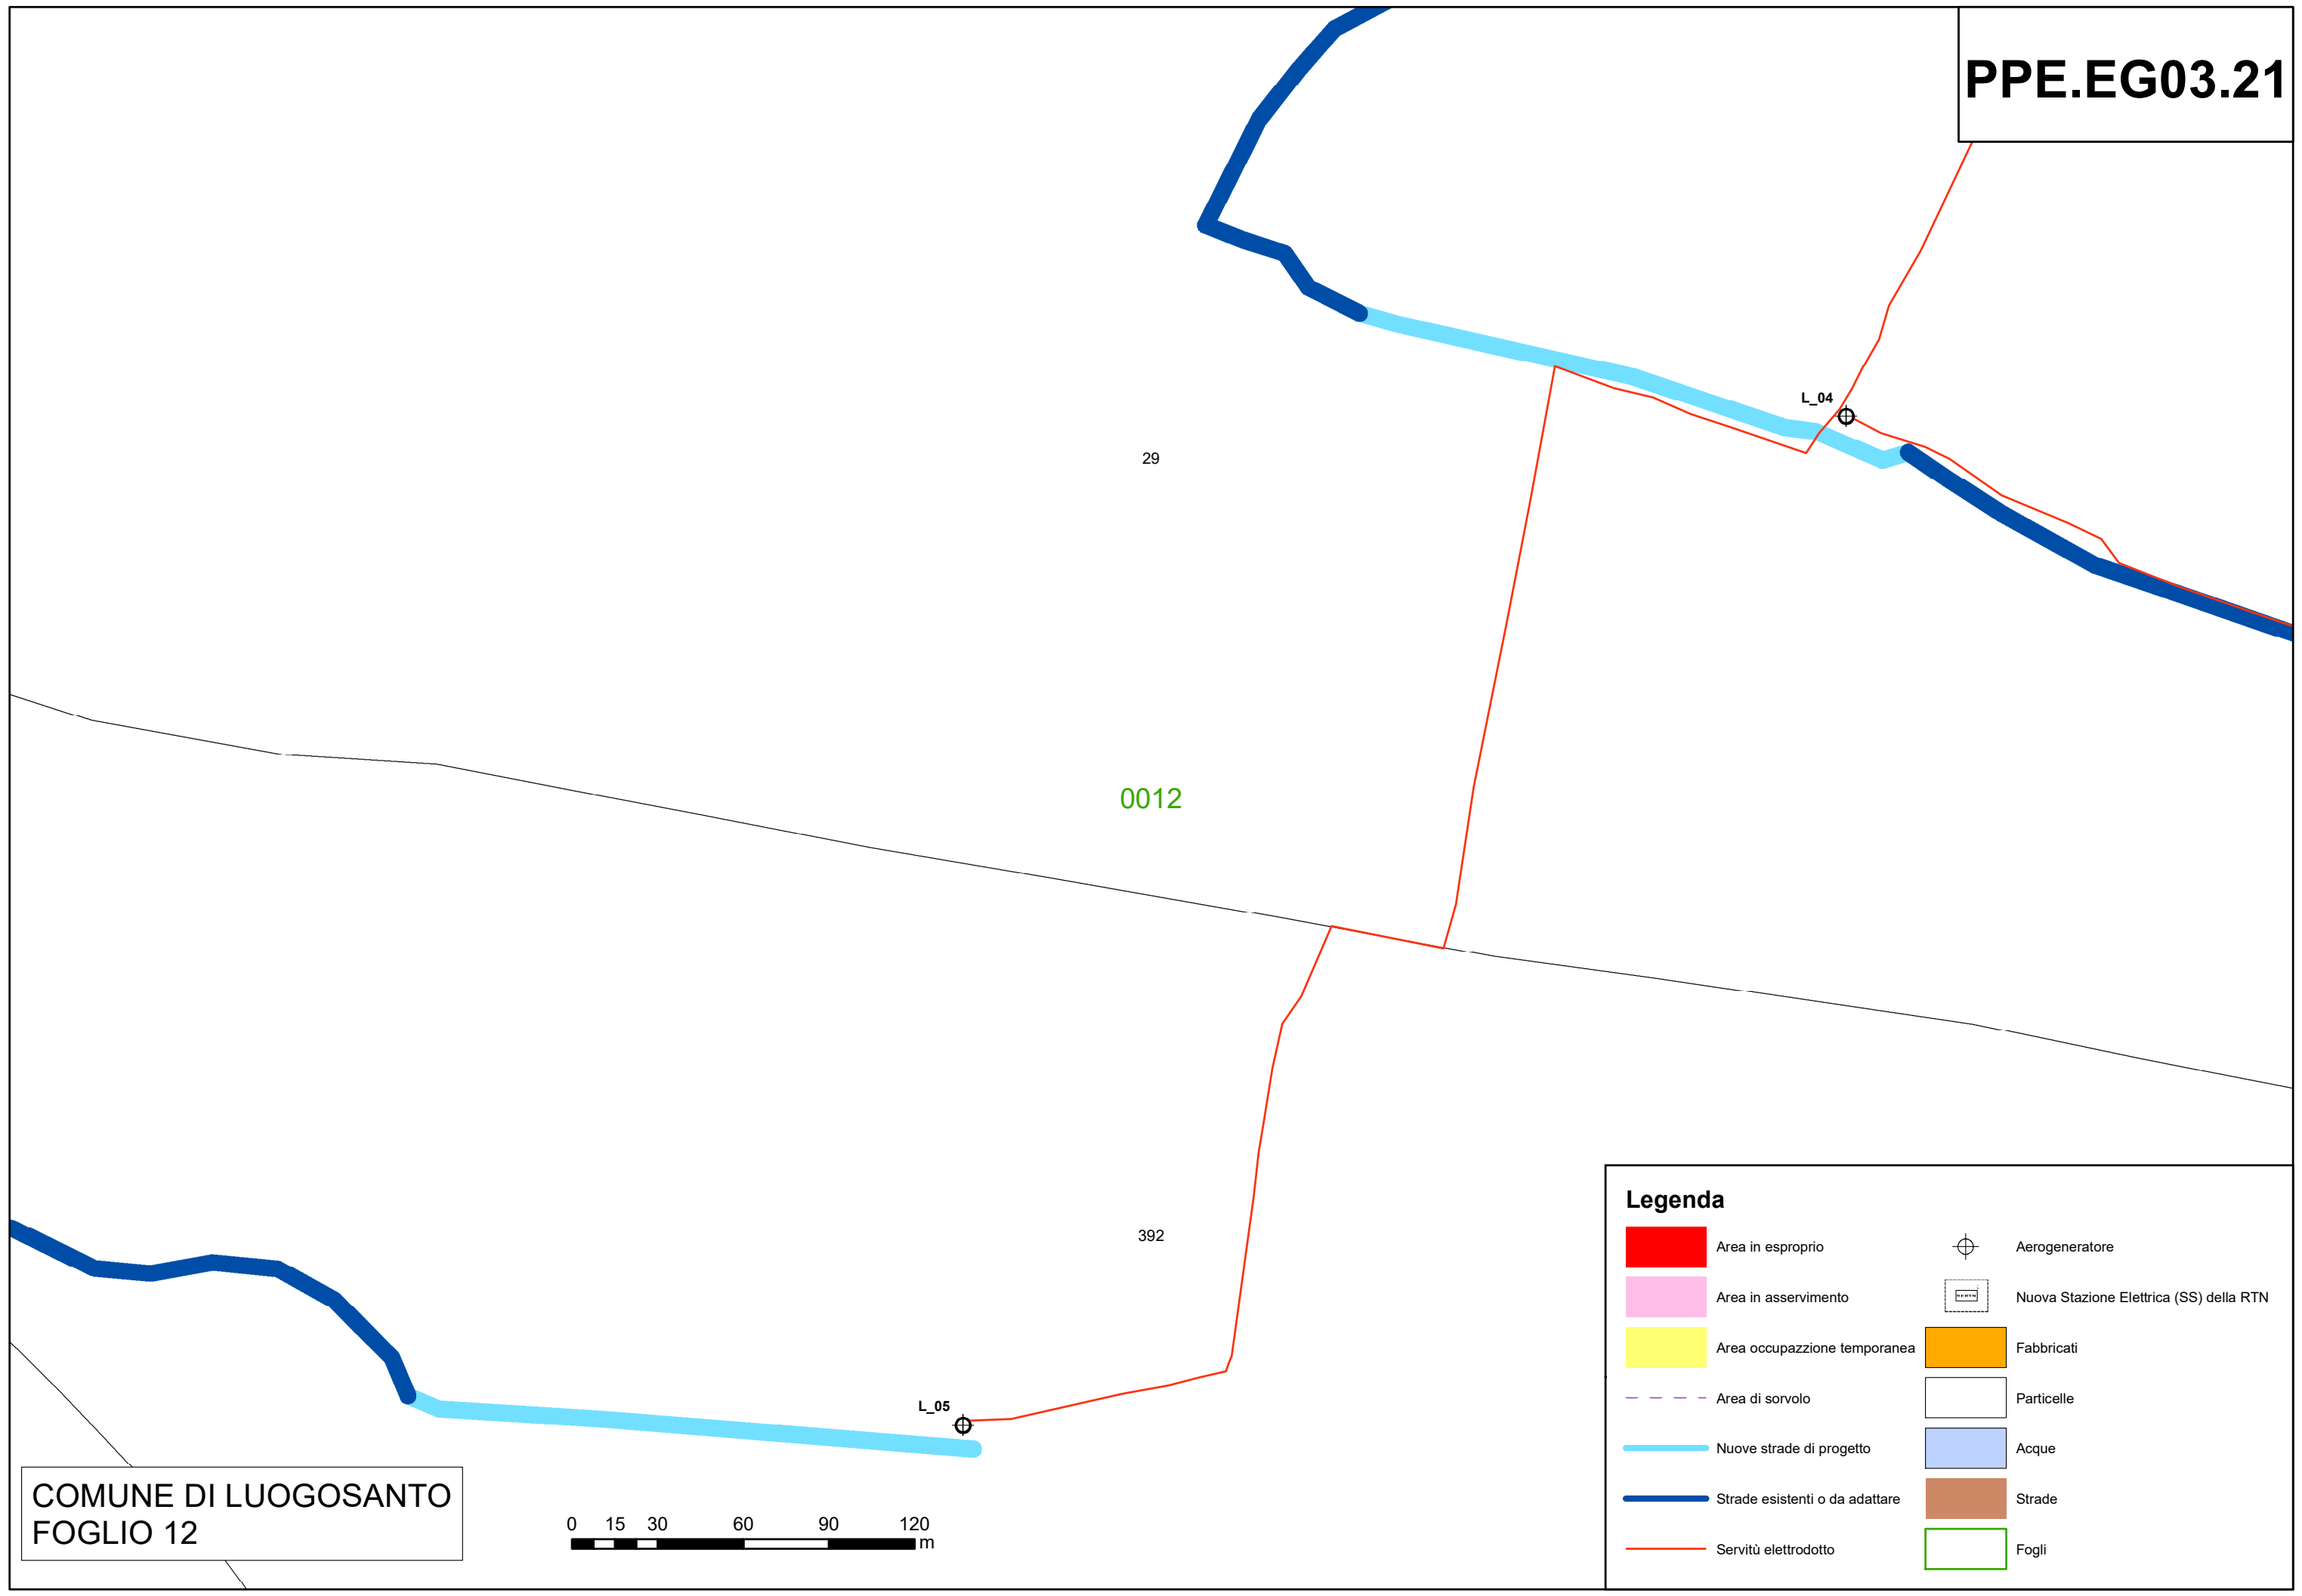 PPE.EG03.21
L_04
29
0012
392
L_05
COMUNE DI LUOGOSANTO
FOGLIO 12
0 15 30 60 90 120
m
Legenda
Area in esproprio
Area in asservimento
Area occupazzione temporanea
Area di sorvolo
Nuove strade di progetto
Strade esistenti o da adattare
Servitù elettrodotto
Aerogeneratore
Nuova Stazione Elettrica (SS) della RTN
Fabbricati
Particelle
Acque
Strade
Fogli